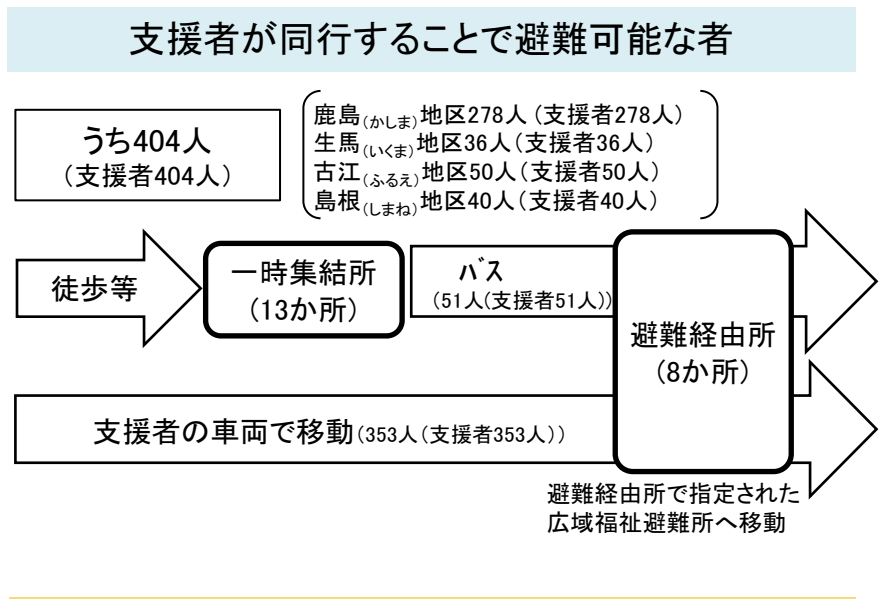 支援者が同行することで避難可能な者
うち404人
(支援者404人)
鹿島(かしま)地区278人(支援者278人)
生馬(いくま)地区36人(支援者36人)
古江(ふるえ)地区50人(支援者50人)
島根(しまね)地区40人(支援者40人)
徒歩等
一時集結所
(13か所)
バス
(51人(支援者51人))
避難経由所
(8か所)
支援者の車両で移動(353人(支援者353人))
避難経由所で指定された
広域福祉避難所へ移動